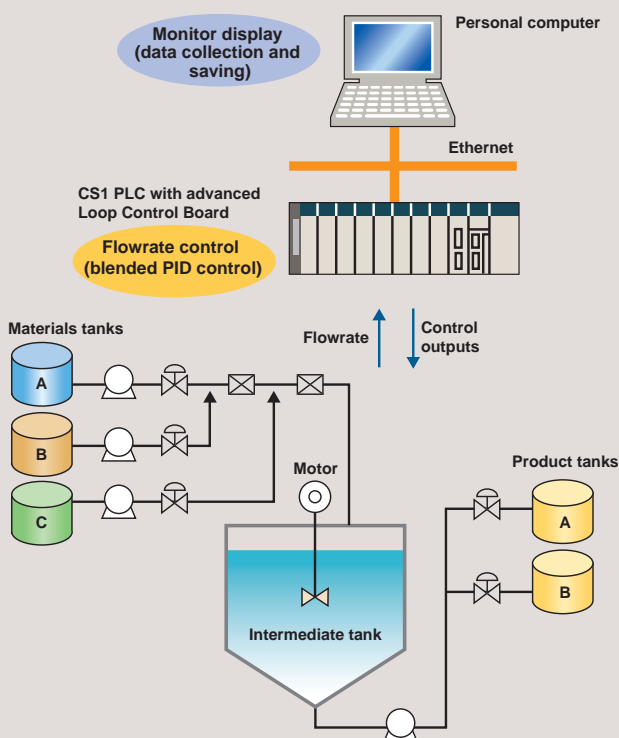 Monitor display
(data collection and
saving)
Personal computer
Ethernet
CS1 PLC with advanced
Loop Control Board
Flowrate control
(blended PID control)
Flowrate
Control
outputs
Materials tanks
A
B
C
Motor
Product tanks
A
B
Intermediate tank